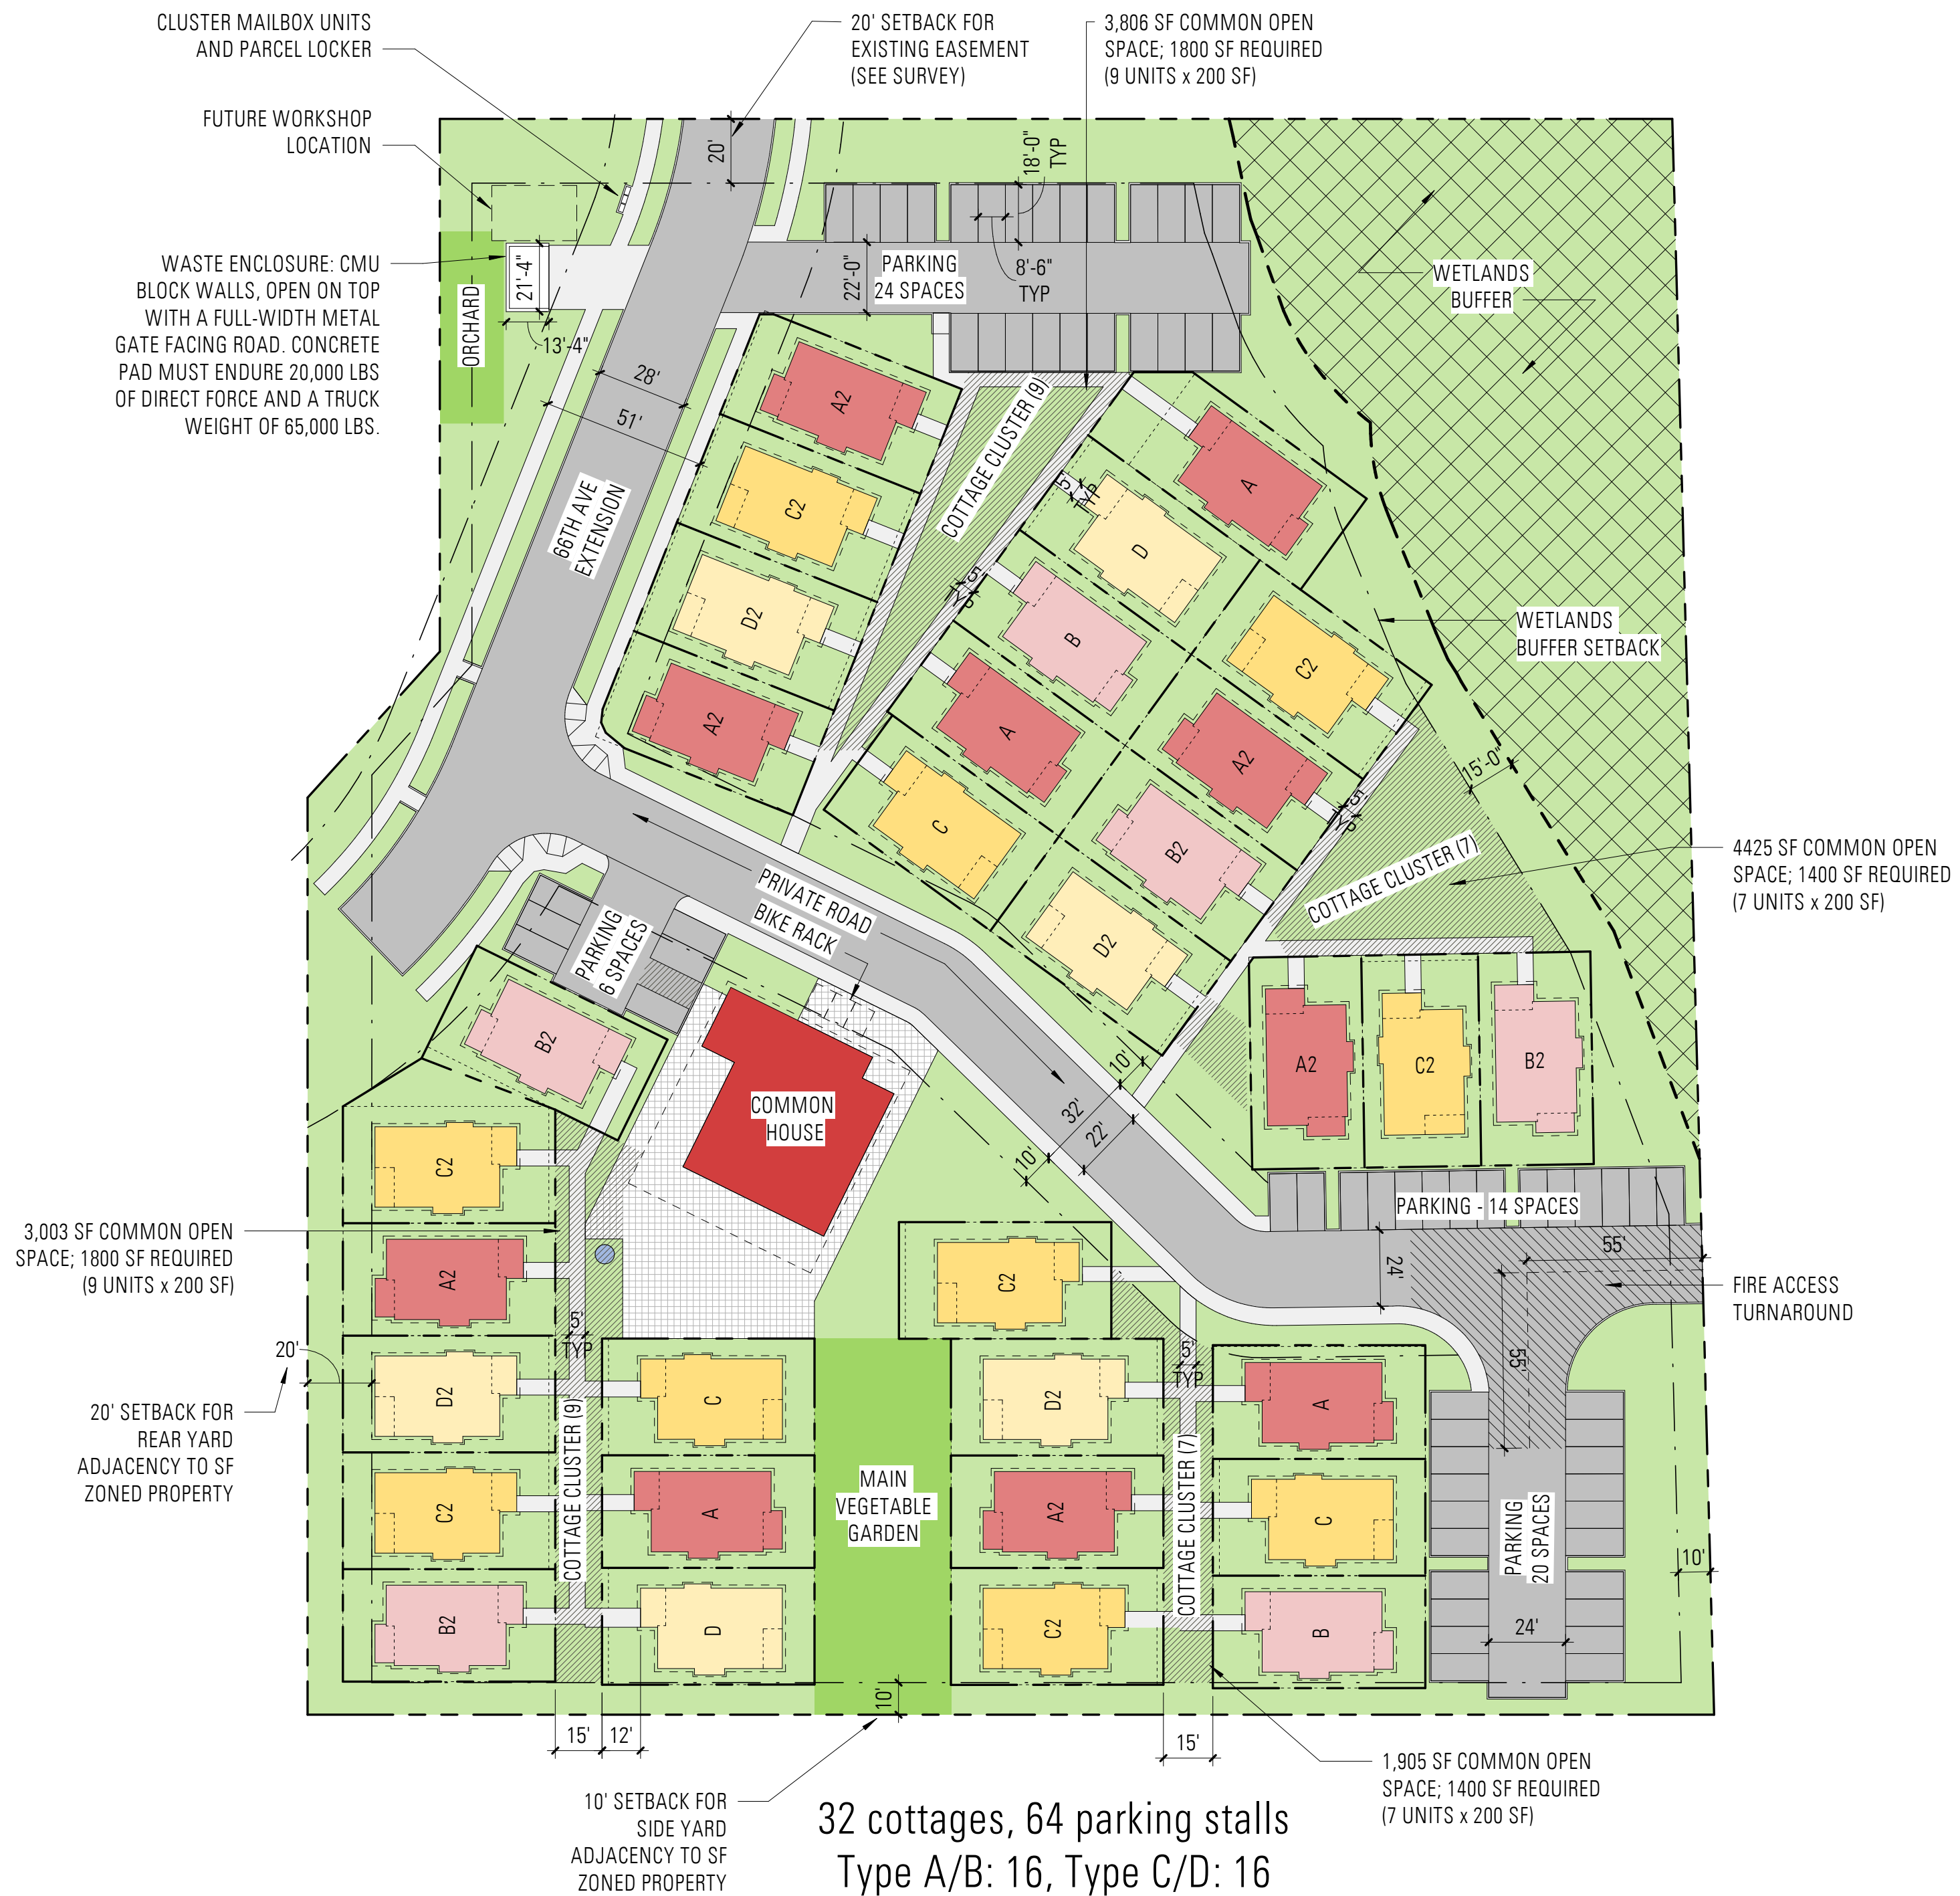 CLUSTER MAILBOX UNITS
AND PARCEL LOCKER
20' SETBACK FOR
EXISTING EASEMENT
(SEE SURVEY)
3,806 SF COMMON OPEN
SPACE; 1800 SF REQUIRED
(9 UNITS x 200 SF)
FUTURE WORKSHOP
LOCATION
20'
18'-0"
TYP
WASTE ENCLOSURE: CMU
BLOCK WALLS, OPEN ON TOP
WITH A FULL-WIDTH METAL
GATE FACING ROAD. CONCRETE
PAD MUST ENDURE 20,000 LBS
OF DIRECT FORCE AND A TRUCK
WEIGHT OF 65,000 LBS.
ORCHARD
21'-4"
13'-4"
22'-0"
PARKING
24 SPACES
8'-6"
TYP
WETLANDS
BUFFER
28'
51'
66TH AVE
EXTENSION
A2
C2
D2
A2
COTTAGE CLUSTER (9)
5'
TYP
5'
TYP
A
D
B
A
C
C2
A2
B2
D2
WETLANDS
BUFFER SETBACK
15'-0"
5'
TYP
COTTAGE CLUSTER (7)
4425 SF COMMON OPEN
SPACE; 1400 SF REQUIRED
(7 UNITS x 200 SF)
PRIVATE ROAD
BIKE RACK
PARKING
6 SPACES
B2
COMMON
HOUSE
10'
32'
22'
10'
A2
C2
B2
PARKING - 14 SPACES
55'
24'
55'
FIRE ACCESS
TURNAROUND
3,003 SF COMMON OPEN
SPACE; 1800 SF REQUIRED
(9 UNITS x 200 SF)
C2
A2
D2
C2
B2
5'
TYP
COTTAGE CLUSTER (9)
C
A
D
20'
20' SETBACK FOR
REAR YARD
ADJACENCY TO SF
ZONED PROPERTY
MAIN
VEGETABLE
GARDEN
C2
D2
A2
C2
5'
TYP
COTTAGE CLUSTER (7)
A
C
B
PARKING
20 SPACES
24'
10'
10'
15'
12'
15'
10' SETBACK FOR
SIDE YARD
ADJACENCY TO SF
ZONED PROPERTY
1,905 SF COMMON OPEN
SPACE; 1400 SF REQUIRED
(7 UNITS x 200 SF)
32 cottages, 64 parking stalls
Type A/B: 16, Type C/D: 16